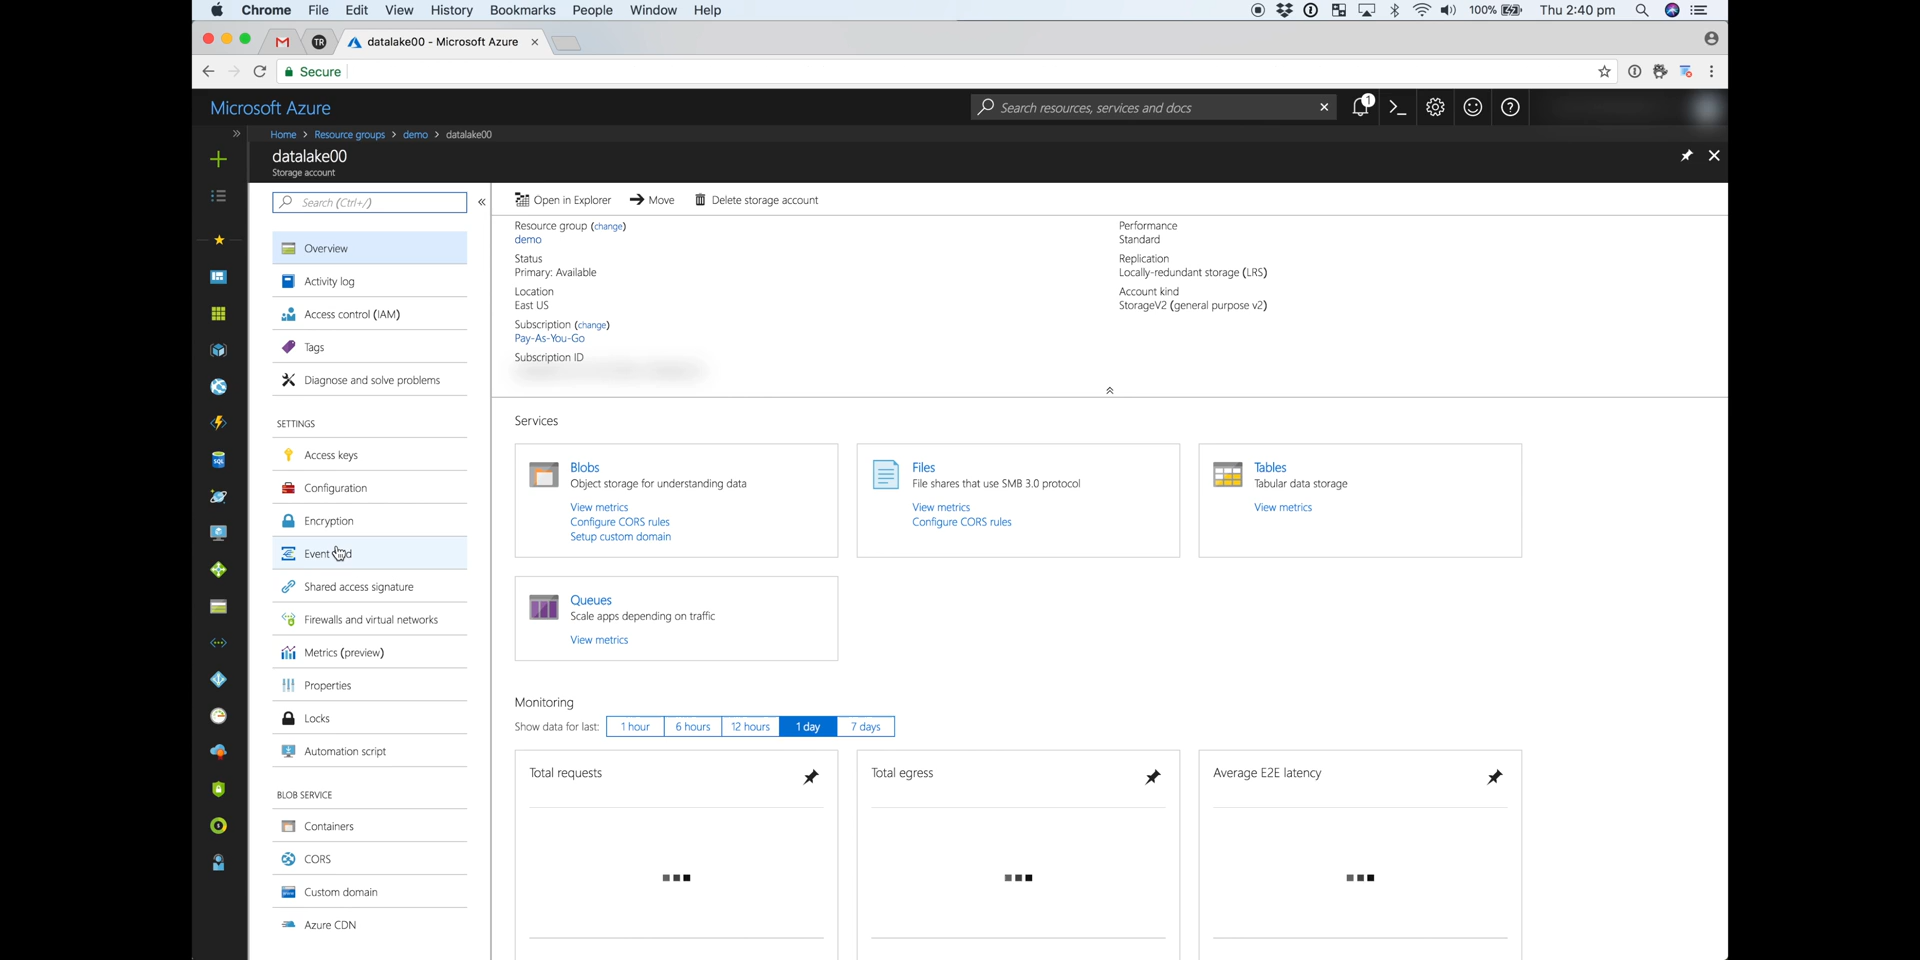 Chrome File Edit View History Bookmarks People Window Help 100% Thu 2:40 pm
TR datalake00 - Microsoft Azure
Secure
Microsoft Azure
Search resources, services and docs
1
Home > Resource groups > demo > datalake00
datalake00
Storage account
Search (Ctrl+/)
Overview
Activity log
Access control (IAM)
Tags
Diagnose and solve problems
SETTINGS
Access keys
Configuration
Encryption
Event
Shared access signature
Firewalls and virtual networks
Metrics (preview)
Properties
Locks
Automation script
BLOB SERVICE
Containers
CORS
Custom domain
Azure CDN
SQL
Open in Explorer Move Delete storage account
Resource group (change)
demo
Status
Primary: Available
Location
East US
Subscription (change)
Pay-As-You-Go
Subscription ID
Performance
Standard
Replication
Locally-redundant storage (LRS)
Account kind
StorageV2 (general purpose v2)
Services
Blobs
Object storage for understanding data
View metrics
Configure CORS rules
Setup custom domain
Files
File shares that use SMB 3.0 protocol
View metrics
Configure CORS rules
Tables
Tabular data storage
View metrics
Queues
Scale apps depending on traffic
View metrics
Monitoring
Show data for last: 1 hour 6 hours 12 hours 1 day 7 days
Total requests
Total egress
Average E2E latency